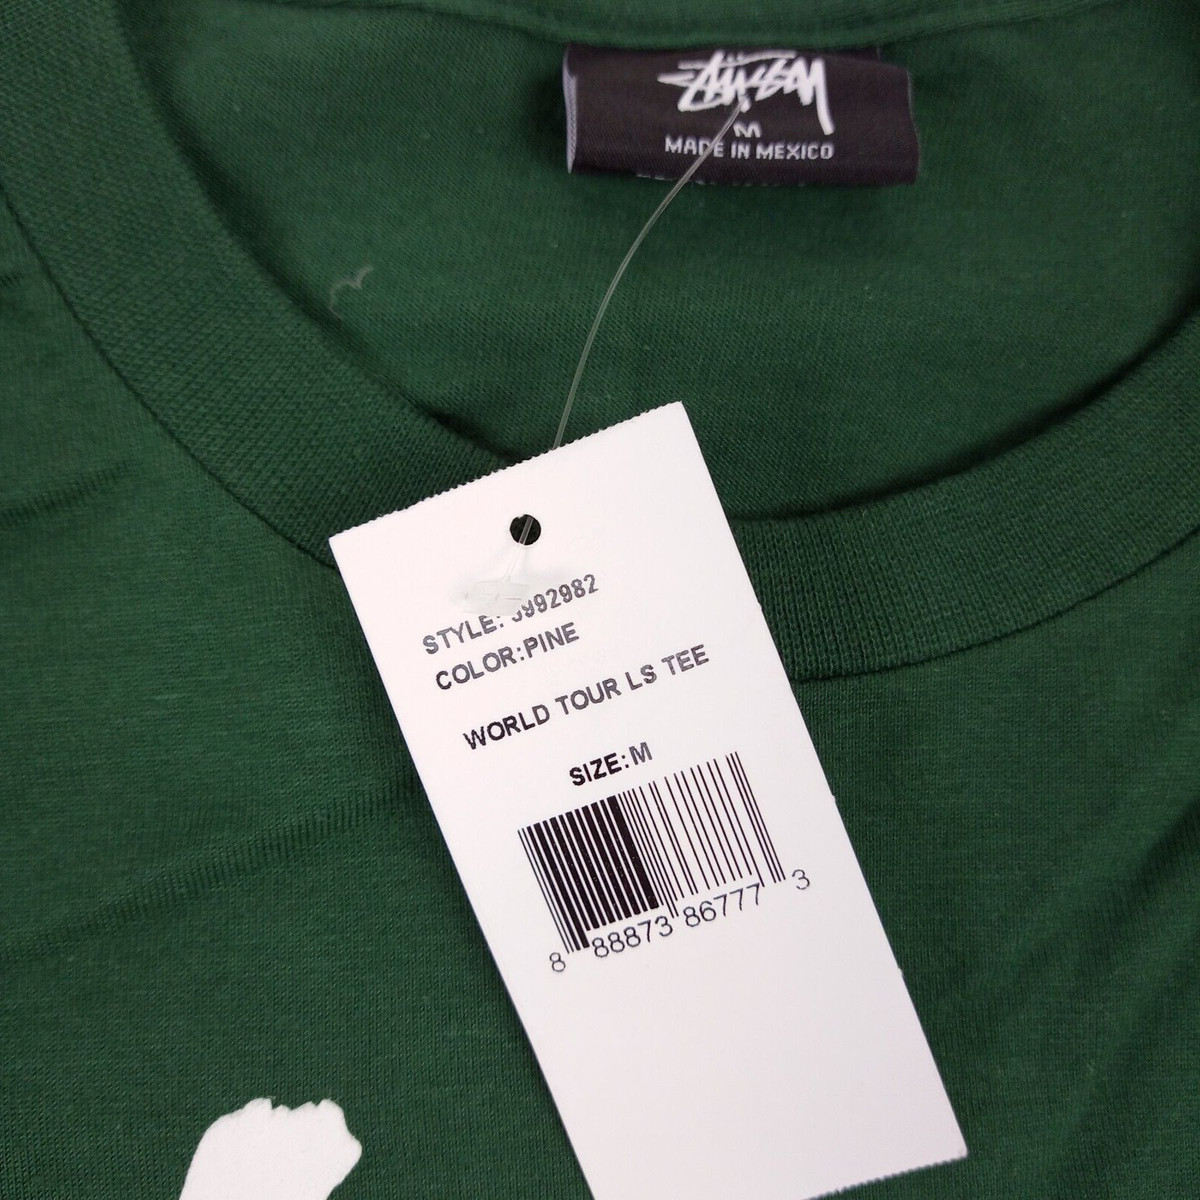 STÜSSY
M
MADE IN MEXICO
STYLE: 3992982
COLOR:PINE
WORLD TOUR LS TEE
SIZE:M
8 88873 86777 3